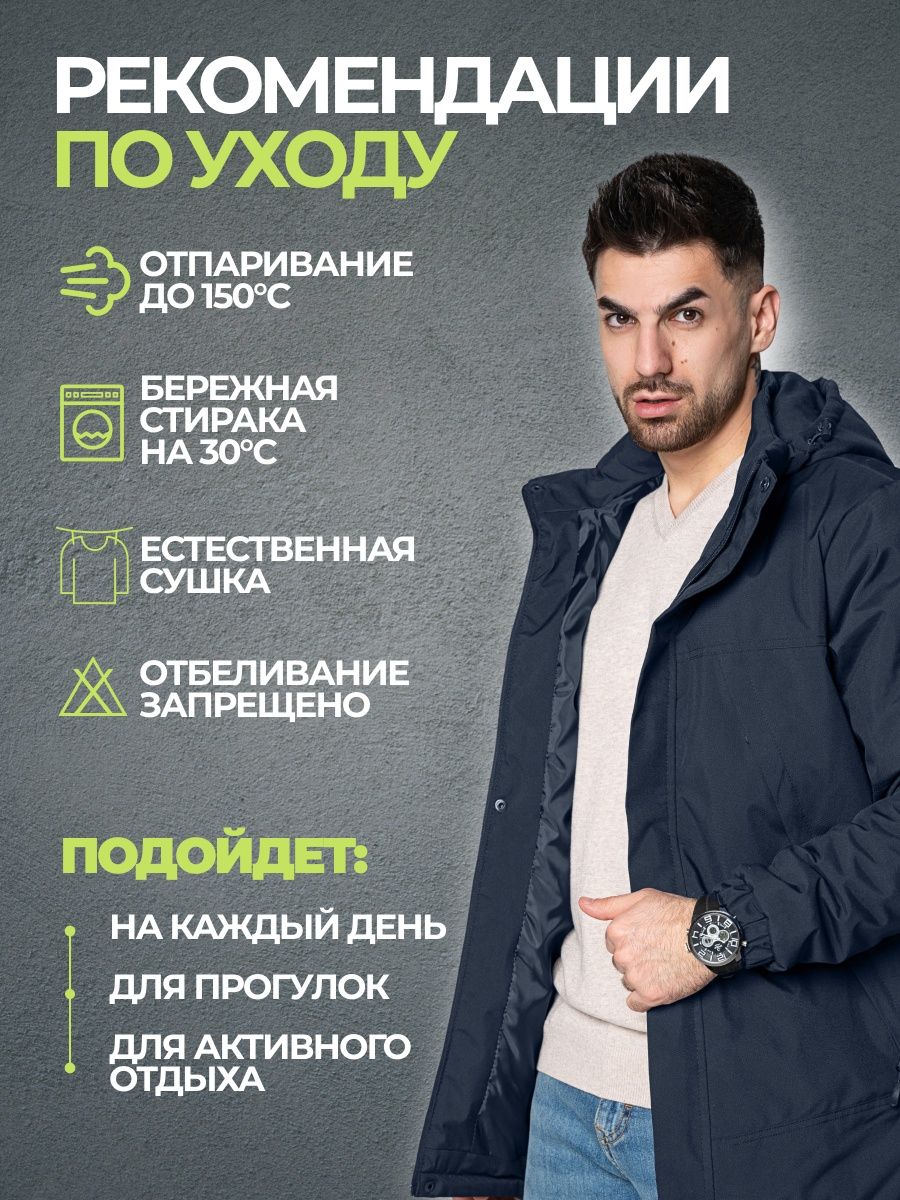 РЕКОМЕНДАЦИИ
ПО УХОДУ
ОТПАРИВАНИЕ
ДО 150°С
БЕРЕЖНАЯ
СТИРАКА
НА 30°С
ЕСТЕСТВЕННАЯ
СУШКА
ОТБЕЛИВАНИЕ
ЗАПРЕЩЕНО
ПОДОЙДЕТ:
НА КАЖДЫЙ ДЕНЬ
ДЛЯ ПРОГУЛОК
ДЛЯ АКТИВНОГО
ОТДЫХА